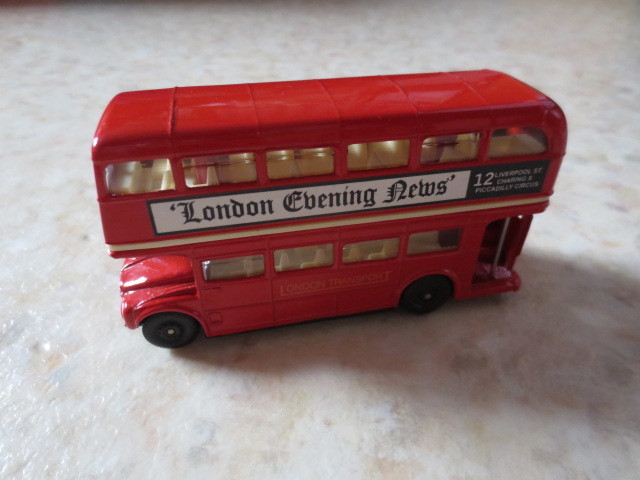 'London Evening News'
12 LIVERPOOL ST.
CHARING X
PICCADILLY CIRCUS
LONDON TRANSPORT